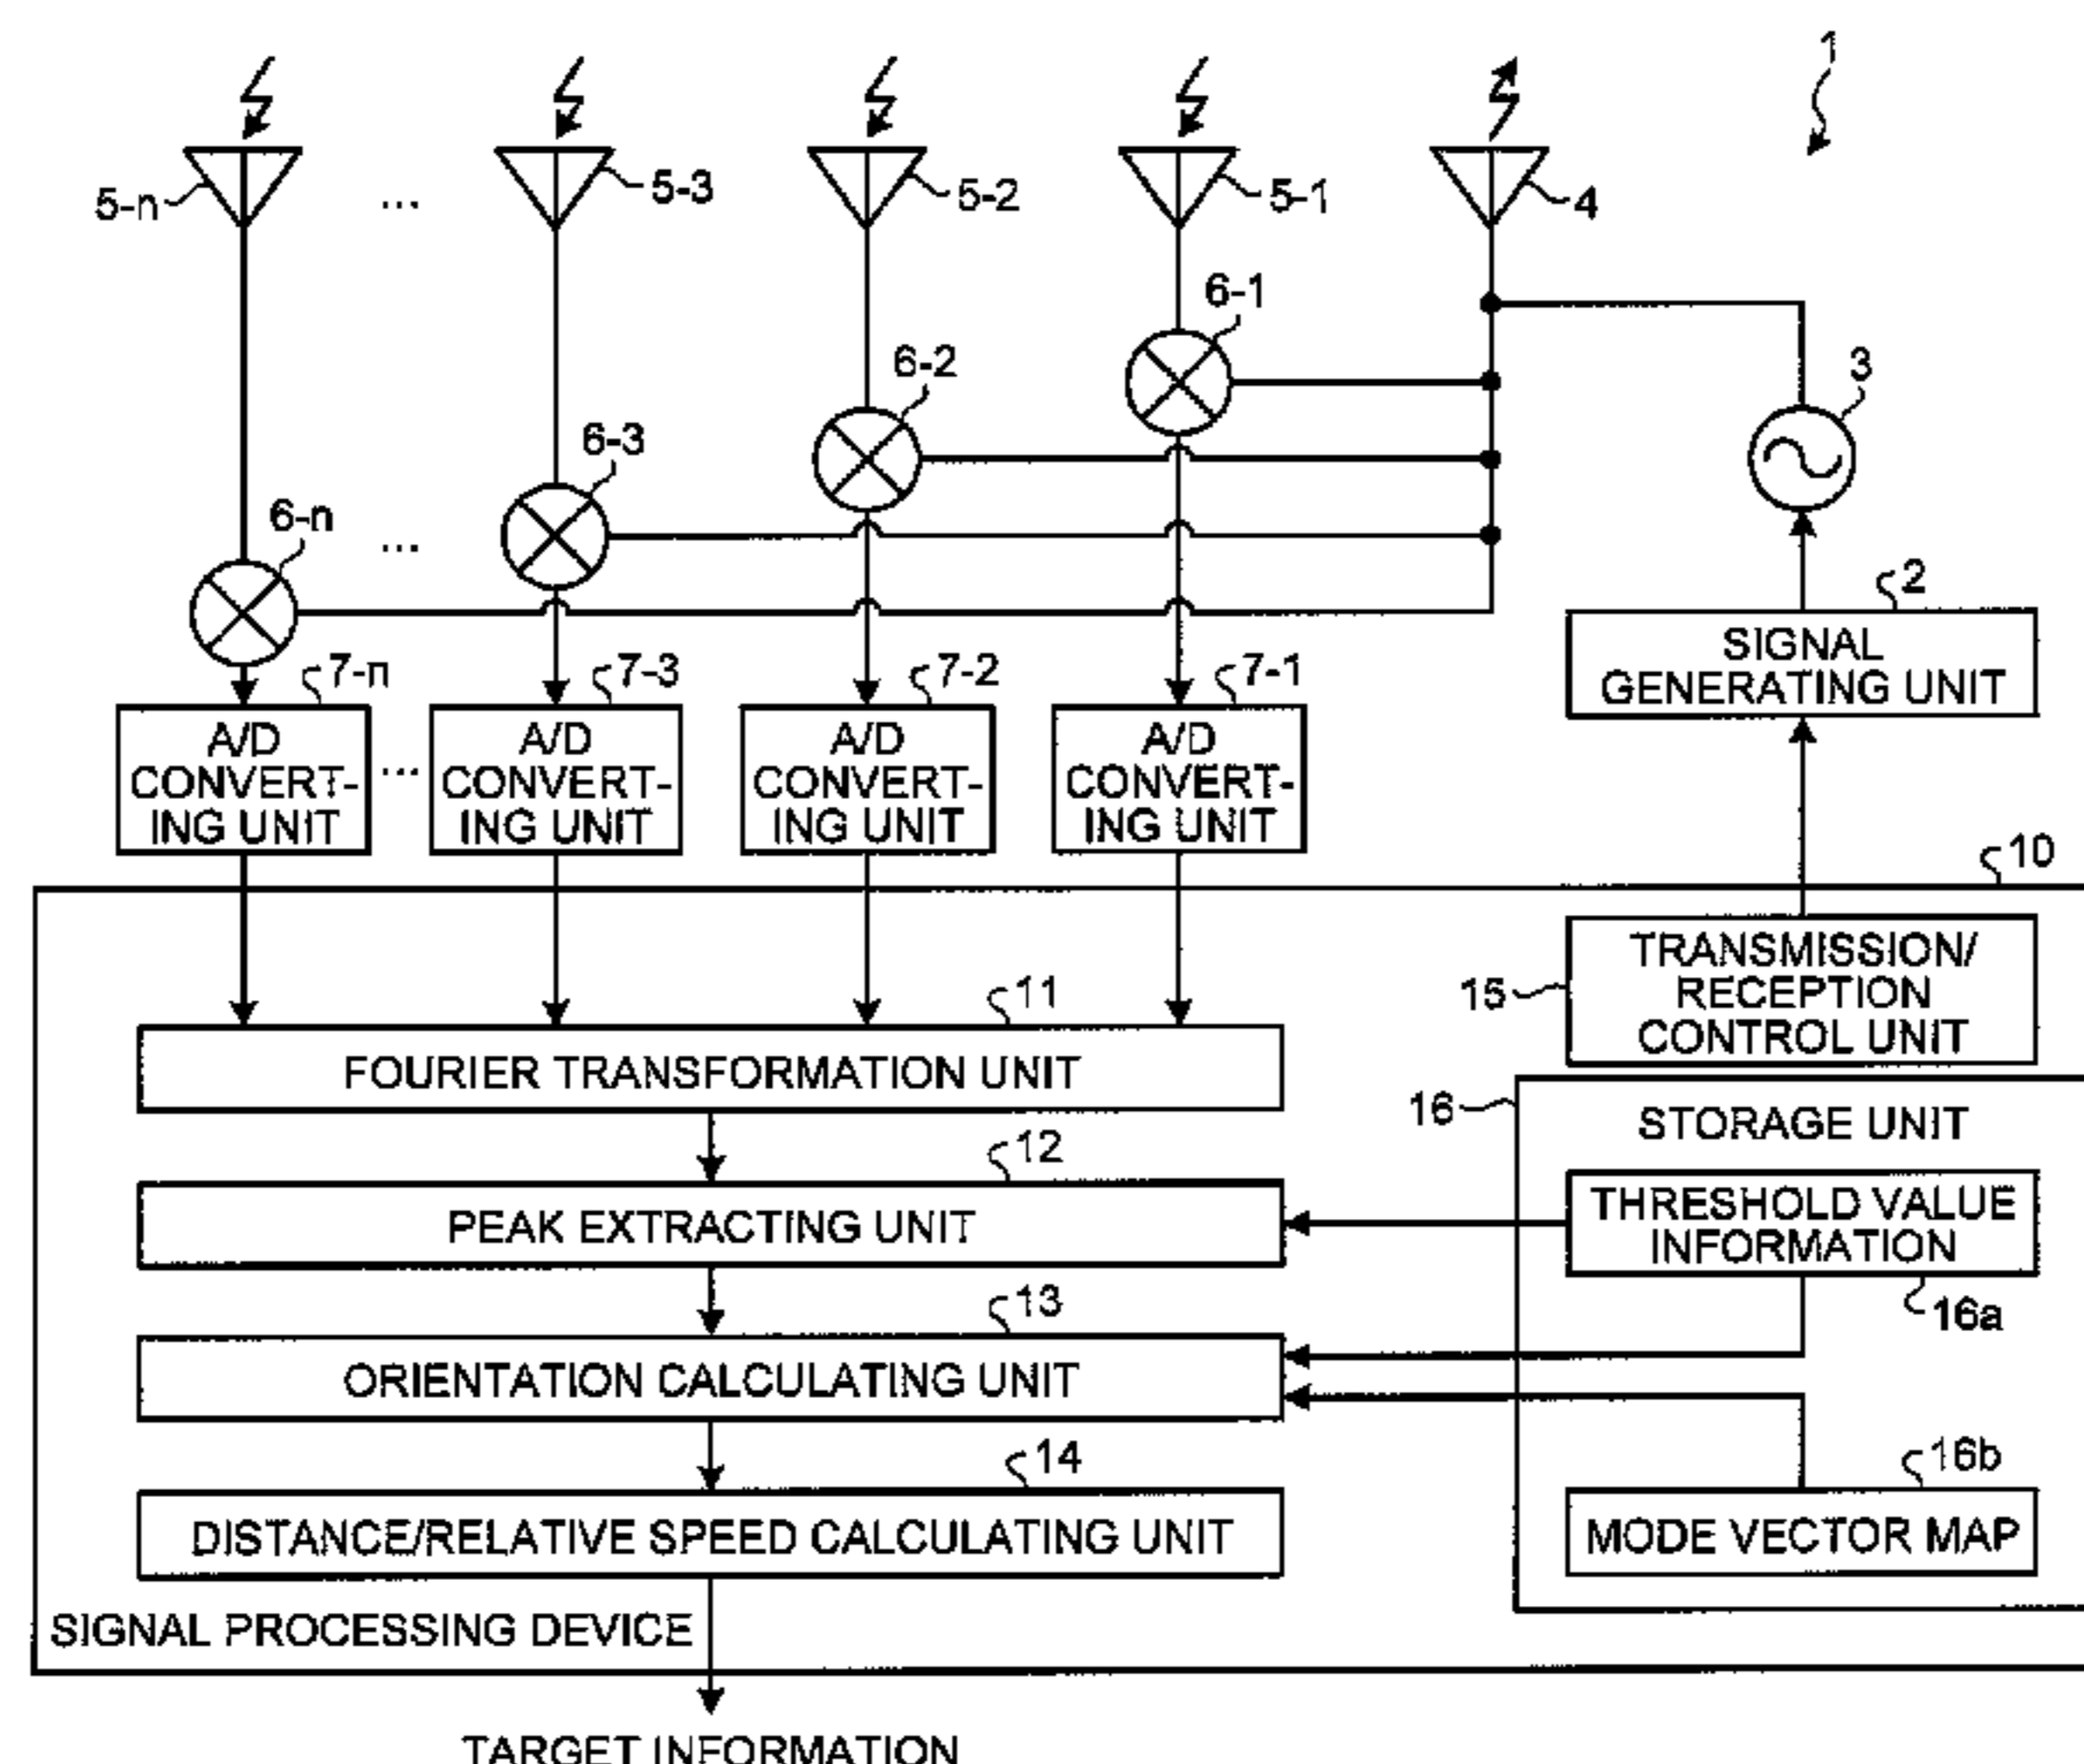 1
5-n
...
5-3
5-2
5-1
4
6-1
6-2
3
6-3
6-n
...
2
SIGNAL
GENERATING UNIT
7-n
7-3
7-2
7-1
A/D
CONVERT-
ING UNIT
...
A/D
CONVERT-
ING UNIT
A/D
CONVERT-
ING UNIT
A/D
CONVERT-
ING UNIT
10
15
TRANSMISSION/
RECEPTION
CONTROL UNIT
11
FOURIER TRANSFORMATION UNIT
16
STORAGE UNIT
12
PEAK EXTRACTING UNIT
THRESHOLD VALUE
INFORMATION
16a
13
ORIENTATION CALCULATING UNIT
14
DISTANCE/RELATIVE SPEED CALCULATING UNIT
16b
MODE VECTOR MAP
SIGNAL PROCESSING DEVICE
TARGET INFORMATION